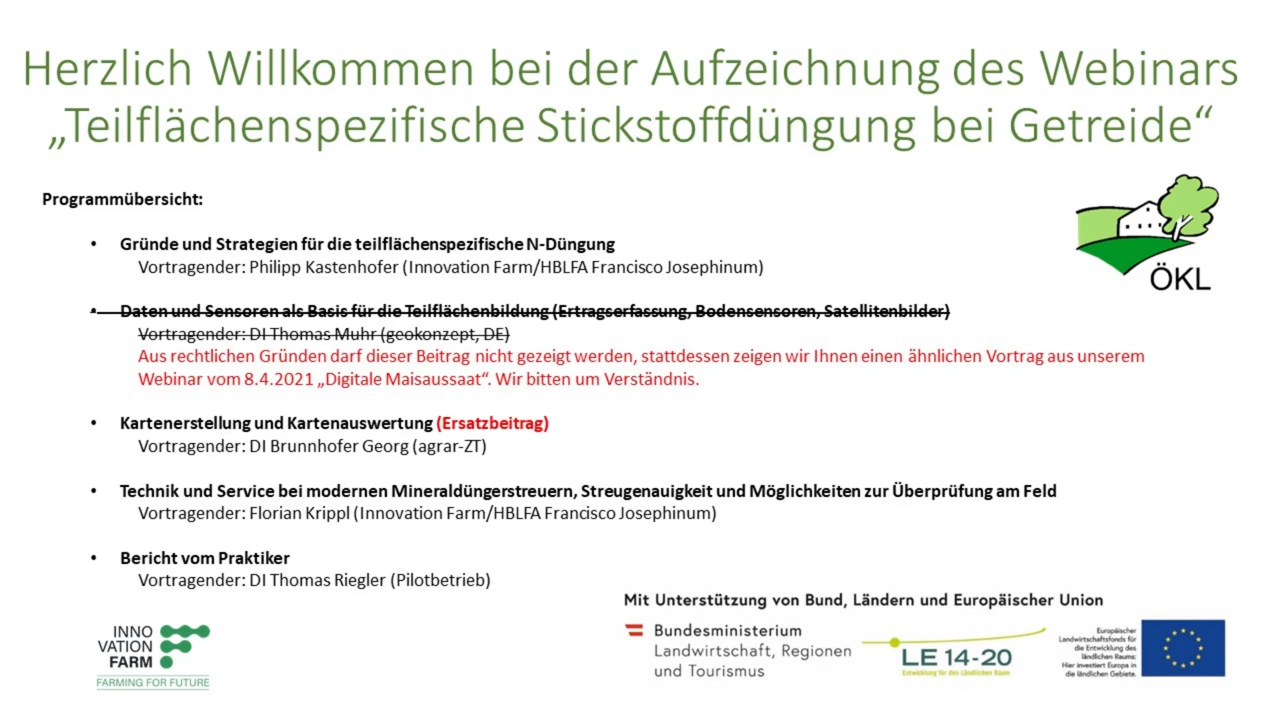 Herzlich Willkommen bei der Aufzeichnung des Webinars
„Teilflächenspezifische Stickstoffdüngung bei Getreide“
Programmübersicht:
• Gründe und Strategien für die teilflächenspezifische N-Düngung
Vortragender: Philipp Kastenhofer (Innovation Farm/HBLFA Francisco Josephinum)
ÖKL
• Daten und Sensoren als Basis für die Teilflächenbildung (Ertragserfassung, Bodensensoren, Satellitenbilder)
Vortragender: DI Thomas Muhr (geokonzept, DE)
Aus rechtlichen Gründen darf dieser Beitrag nicht gezeigt werden, stattdessen zeigen wir Ihnen einen ähnlichen Vortrag aus unserem
Webinar vom 8.4.2021 „Digitale Maisaussaat“. Wir bitten um Verständnis.
• Kartenerstellung und Kartenauswertung (Ersatzbeitrag)
Vortragender: DI Brunnhofer Georg (agrar-ZT)
• Technik und Service bei modernen Mineraldüngerstreuern, Streugenauigkeit und Möglichkeiten zur Überprüfung am Feld
Vortragender: Florian Krippl (Innovation Farm/HBLFA Francisco Josephinum)
• Bericht vom Praktiker
Vortragender: DI Thomas Riegler (Pilotbetrieb)
INNO
VATION
FARM
FARMING FOR FUTURE
Mit Unterstützung von Bund, Ländern und Europäischer Union
Bundesministerium
Landwirtschaft, Regionen
und Tourismus
LE 14-20
Entwicklung für den Ländlichen Raum
Europäischer
Landwirtschaftsfonds für
die Entwicklung des
ländlichen Raums:
Hier investiert Europa in
die ländlichen Gebiete.